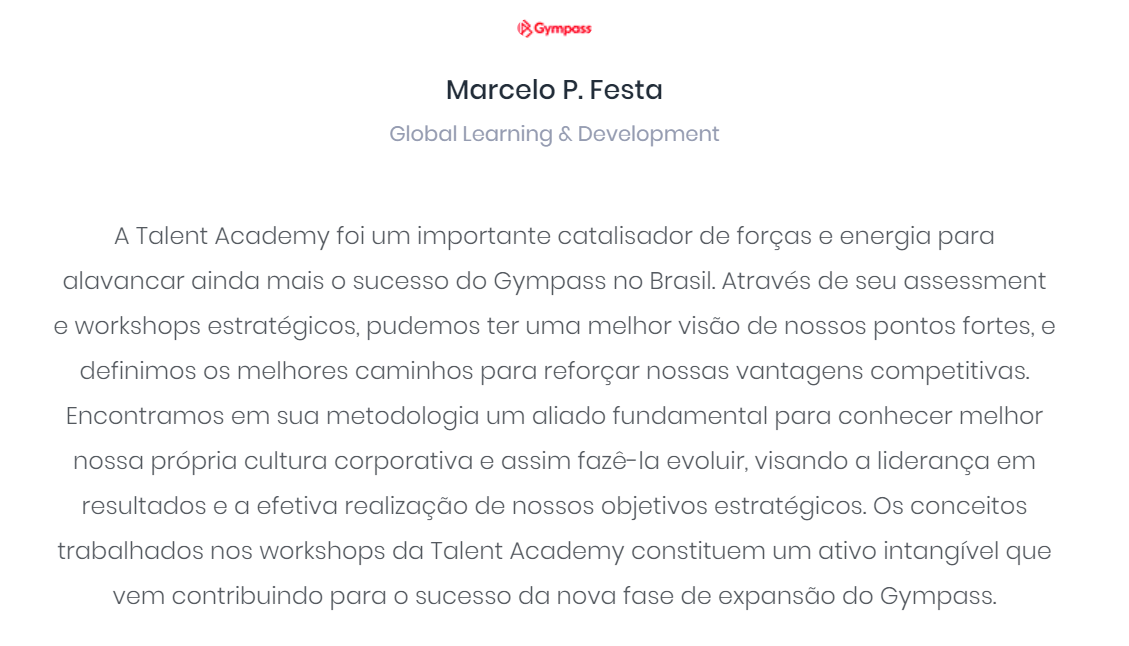 Gympass
Marcelo P. Festa
Global Learning & Development
A Talent Academy foi um importante catalisador de forças e energia para
alavancar ainda mais o sucesso do Gympass no Brasil. Através de seu assessment
e workshops estratégicos, pudemos ter uma melhor visão de nossos pontos fortes, e
definimos os melhores caminhos para reforçar nossas vantagens competitivas.
Encontramos em sua metodologia um aliado fundamental para conhecer melhor
nossa própria cultura corporativa e assim fazê-la evoluir, visando a liderança em
resultados e a efetiva realização de nossos objetivos estratégicos. Os conceitos
trabalhados nos workshops da Talent Academy constituem um ativo intangível que
vem contribuindo para o sucesso da nova fase de expansão do Gympass.